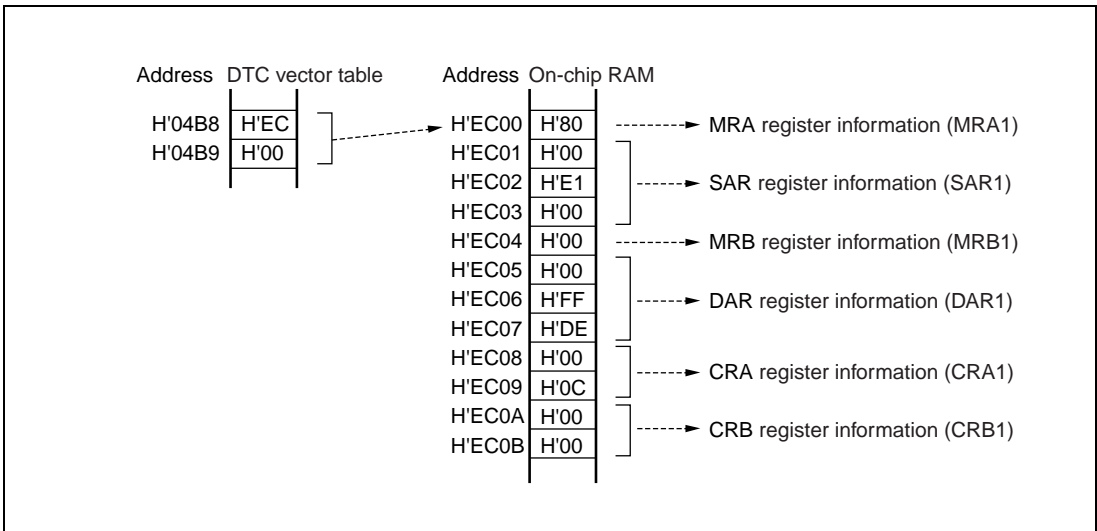 Address DTC vector table Address On-chip RAM
H'04B8 H'EC H'EC00 H'80 MRA register information (MRA1)
H'04B9 H'00 H'EC01 H'00
H'EC02 H'E1 SAR register information (SAR1)
H'EC03 H'00
H'EC04 H'00 MRB register information (MRB1)
H'EC05 H'00
H'EC06 H'FF DAR register information (DAR1)
H'EC07 H'DE
H'EC08 H'00
CRA register information (CRA1)
H'EC09 H'0C
H'EC0A H'00
CRB register information (CRB1)
H'EC0B H'00